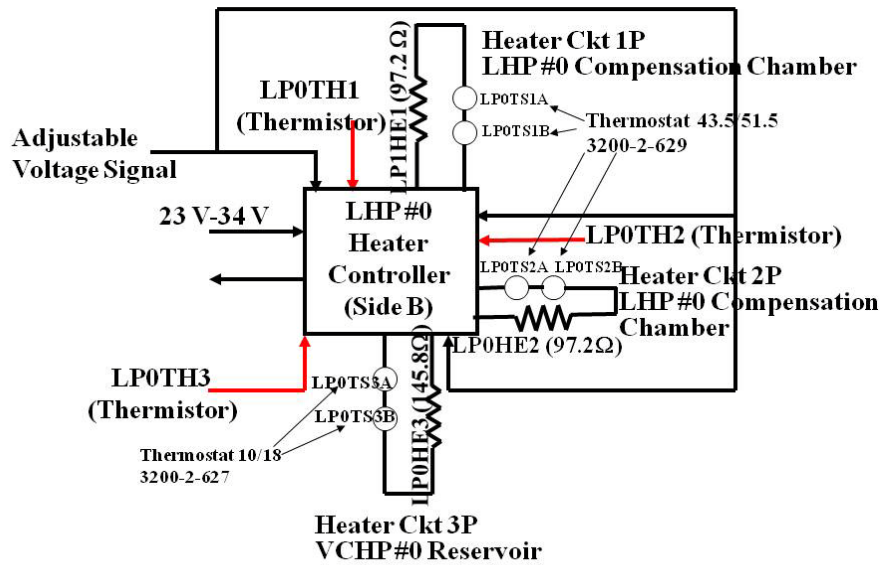 Heater Ckt 1P
LHP #0 Compensation Chamber
LP0TH1
(Thermistor)
LP1HE1 (97.2 Ω)
LP0TS1A
LP0TS1B
Thermostat 43.5/51.5
3200-2-629
Adjustable
Voltage Signal
23 V-34 V
LHP #0
Heater
Controller
(Side B)
LP0TH2 (Thermistor)
LP0TS2A LP0TS2B
Heater Ckt 2P
LHP #0 Compensation
Chamber
LP0HE2 (97.2Ω)
LP0TH3
(Thermistor)
LP0TS3A
LP0TS3B
LP0HE3 (145.8Ω)
Thermostat 10/18
3200-2-627
Heater Ckt 3P
VCHP #0 Reservoir